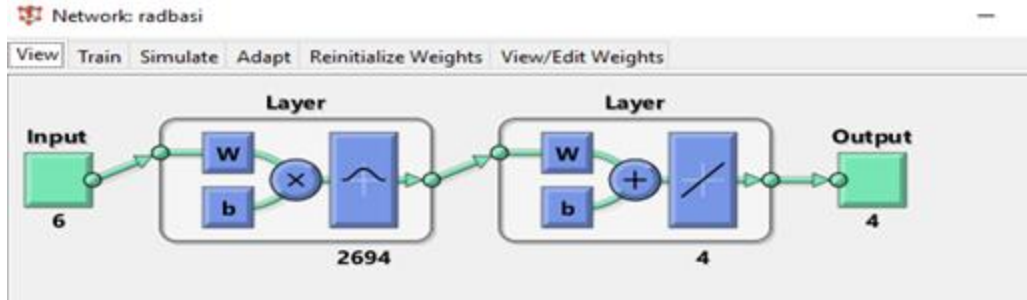 Network: radbasi
View Train Simulate Adapt Reinitialize Weights View/Edit Weights
Layer Layer
Input Output
W W
b b
6 4
2694 4